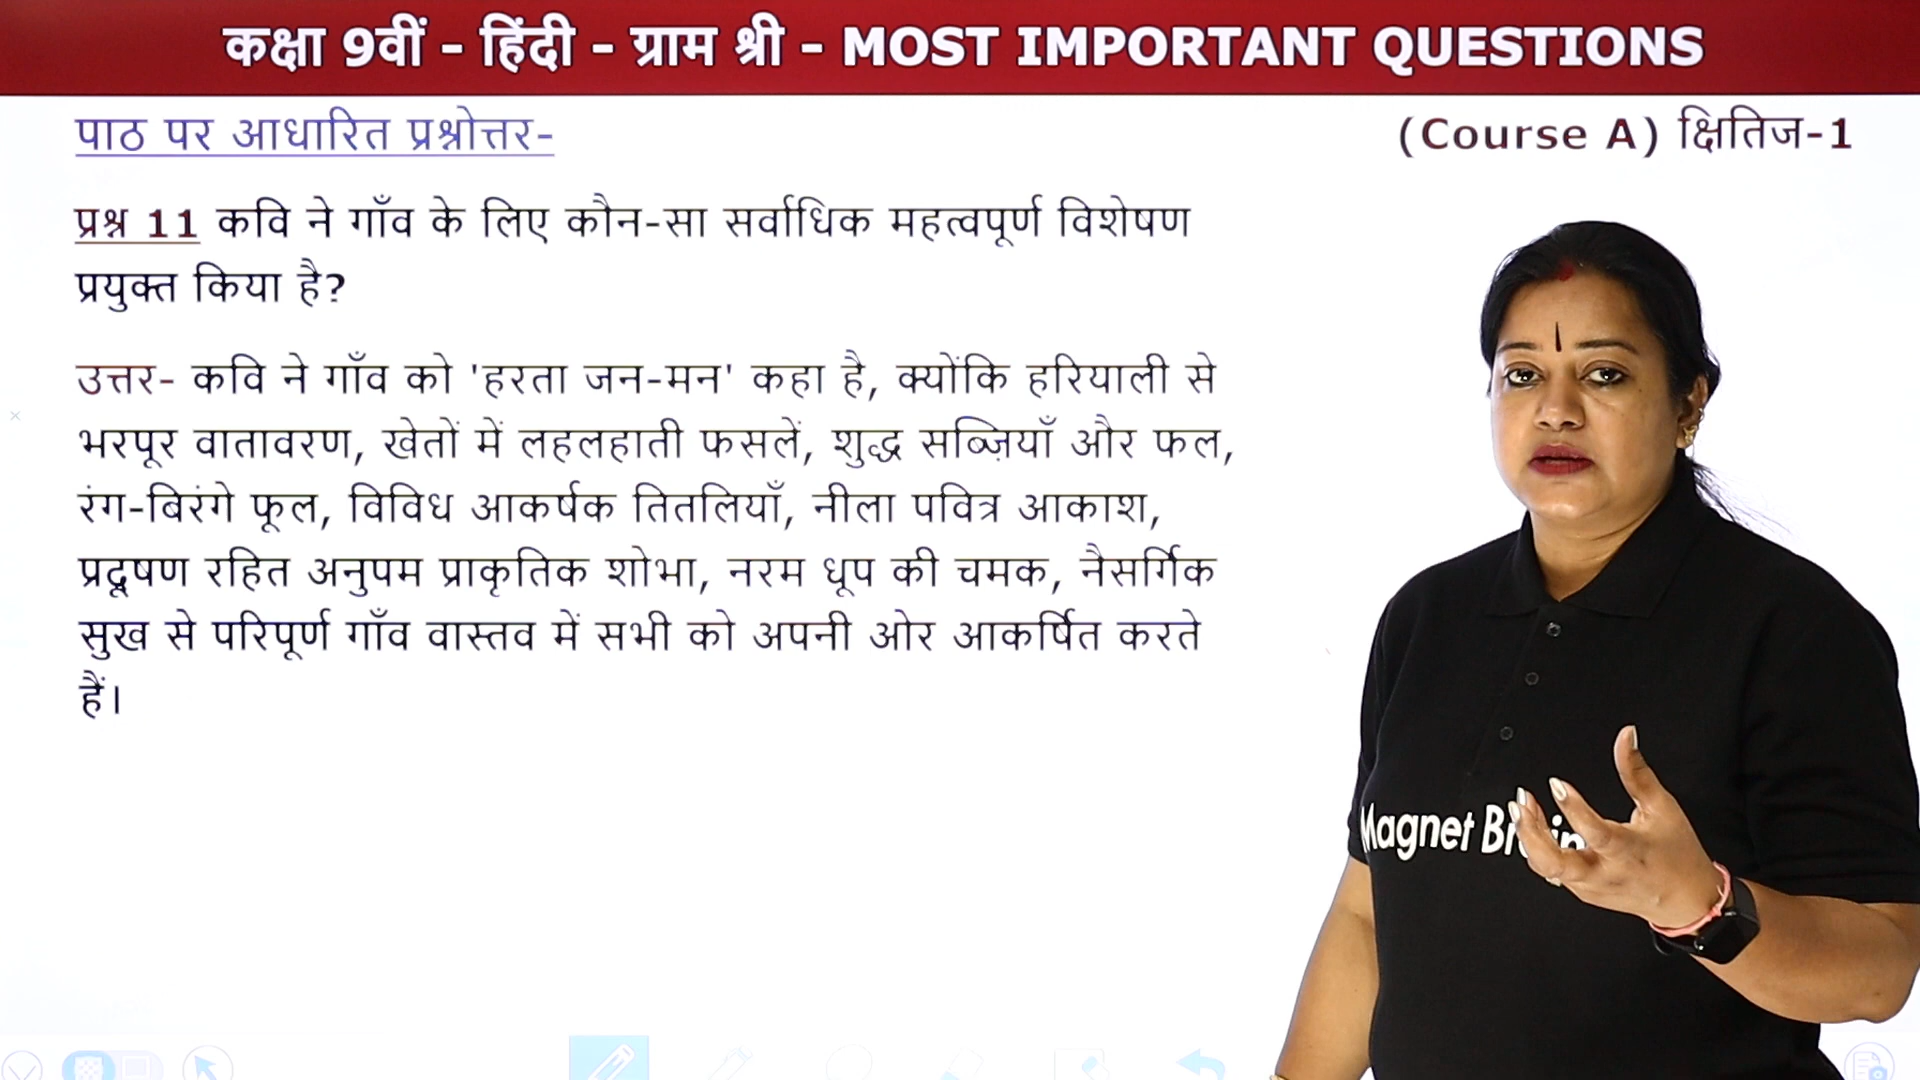 कक्षा 9वीं - हिंदी - ग्राम श्री - MOST IMPORTANT QUESTIONS
पाठ पर आधारित प्रश्नोत्तर-
(Course A) क्षितिज-1
प्रश्न 11 कवि ने गाँव के लिए कौन-सा सर्वाधिक महत्वपूर्ण विशेषण
प्रयुक्त किया है?
उत्तर- कवि ने गाँव को 'हरता जन-मन' कहा है, क्योंकि हरियाली से
भरपूर वातावरण, खेतों में लहलहाती फसलें, शुद्ध सब्ज़ियाँ और फल,
रंग-बिरंगे फूल, विविध आकर्षक तितलियाँ, नीला पवित्र आकाश,
प्रदूषण रहित अनुपम प्राकृतिक शोभा, नरम धूप की चमक, नैसर्गिक
सुख से परिपूर्ण गाँव वास्तव में सभी को अपनी ओर आकर्षित करते
हैं।
Magnet